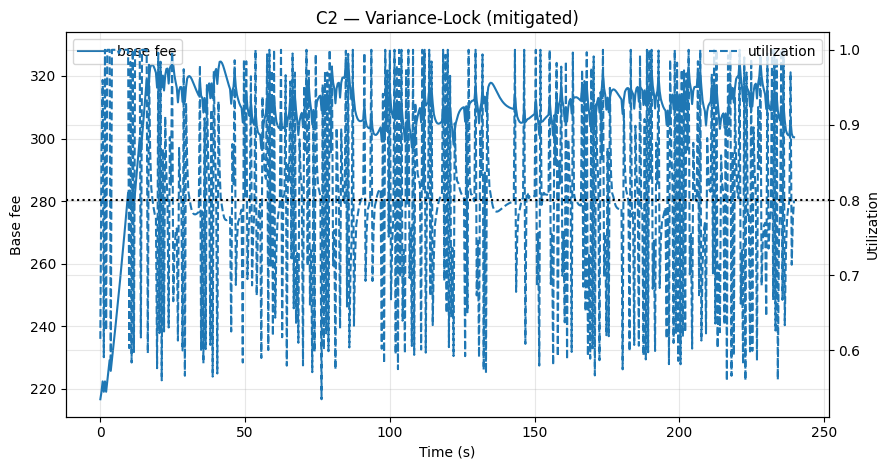 C2 — Variance-Lock (mitigated)
base fee
utilization
Base fee
220
240
260
280
300
320
Utilization
1.0
0.9
0.8
0.7
0.6
0
50
100
150
200
250
Time (s)